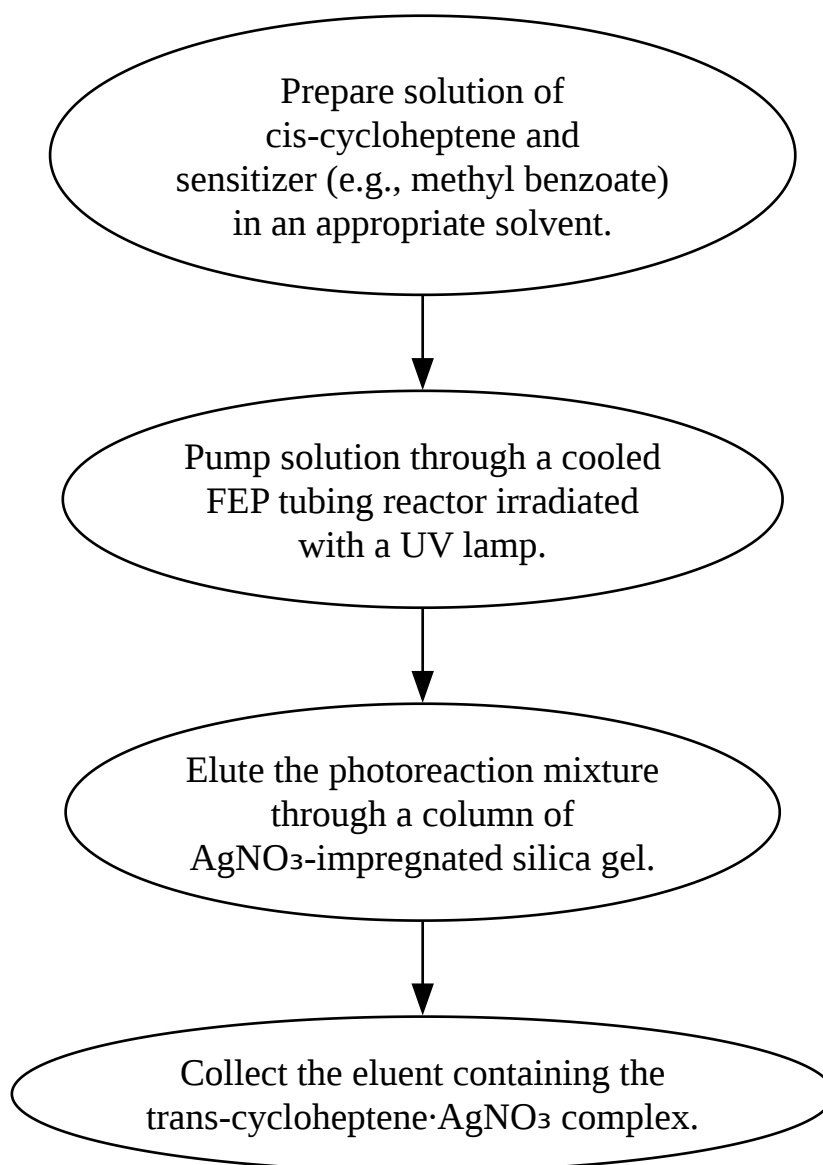 Prepare solution of
cis-cycloheptene and
sensitizer (e.g., methyl benzoate)
in an appropriate solvent.
Pump solution through a cooled
FEP tubing reactor irradiated
with a UV lamp.
Elute the photoreaction mixture
through a column of
AgNO₃-impregnated silica gel.
Collect the eluent containing the
trans-cycloheptene·AgNO₃ complex.